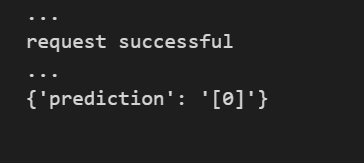 ...
request successful
...
{'prediction': '[0]'}